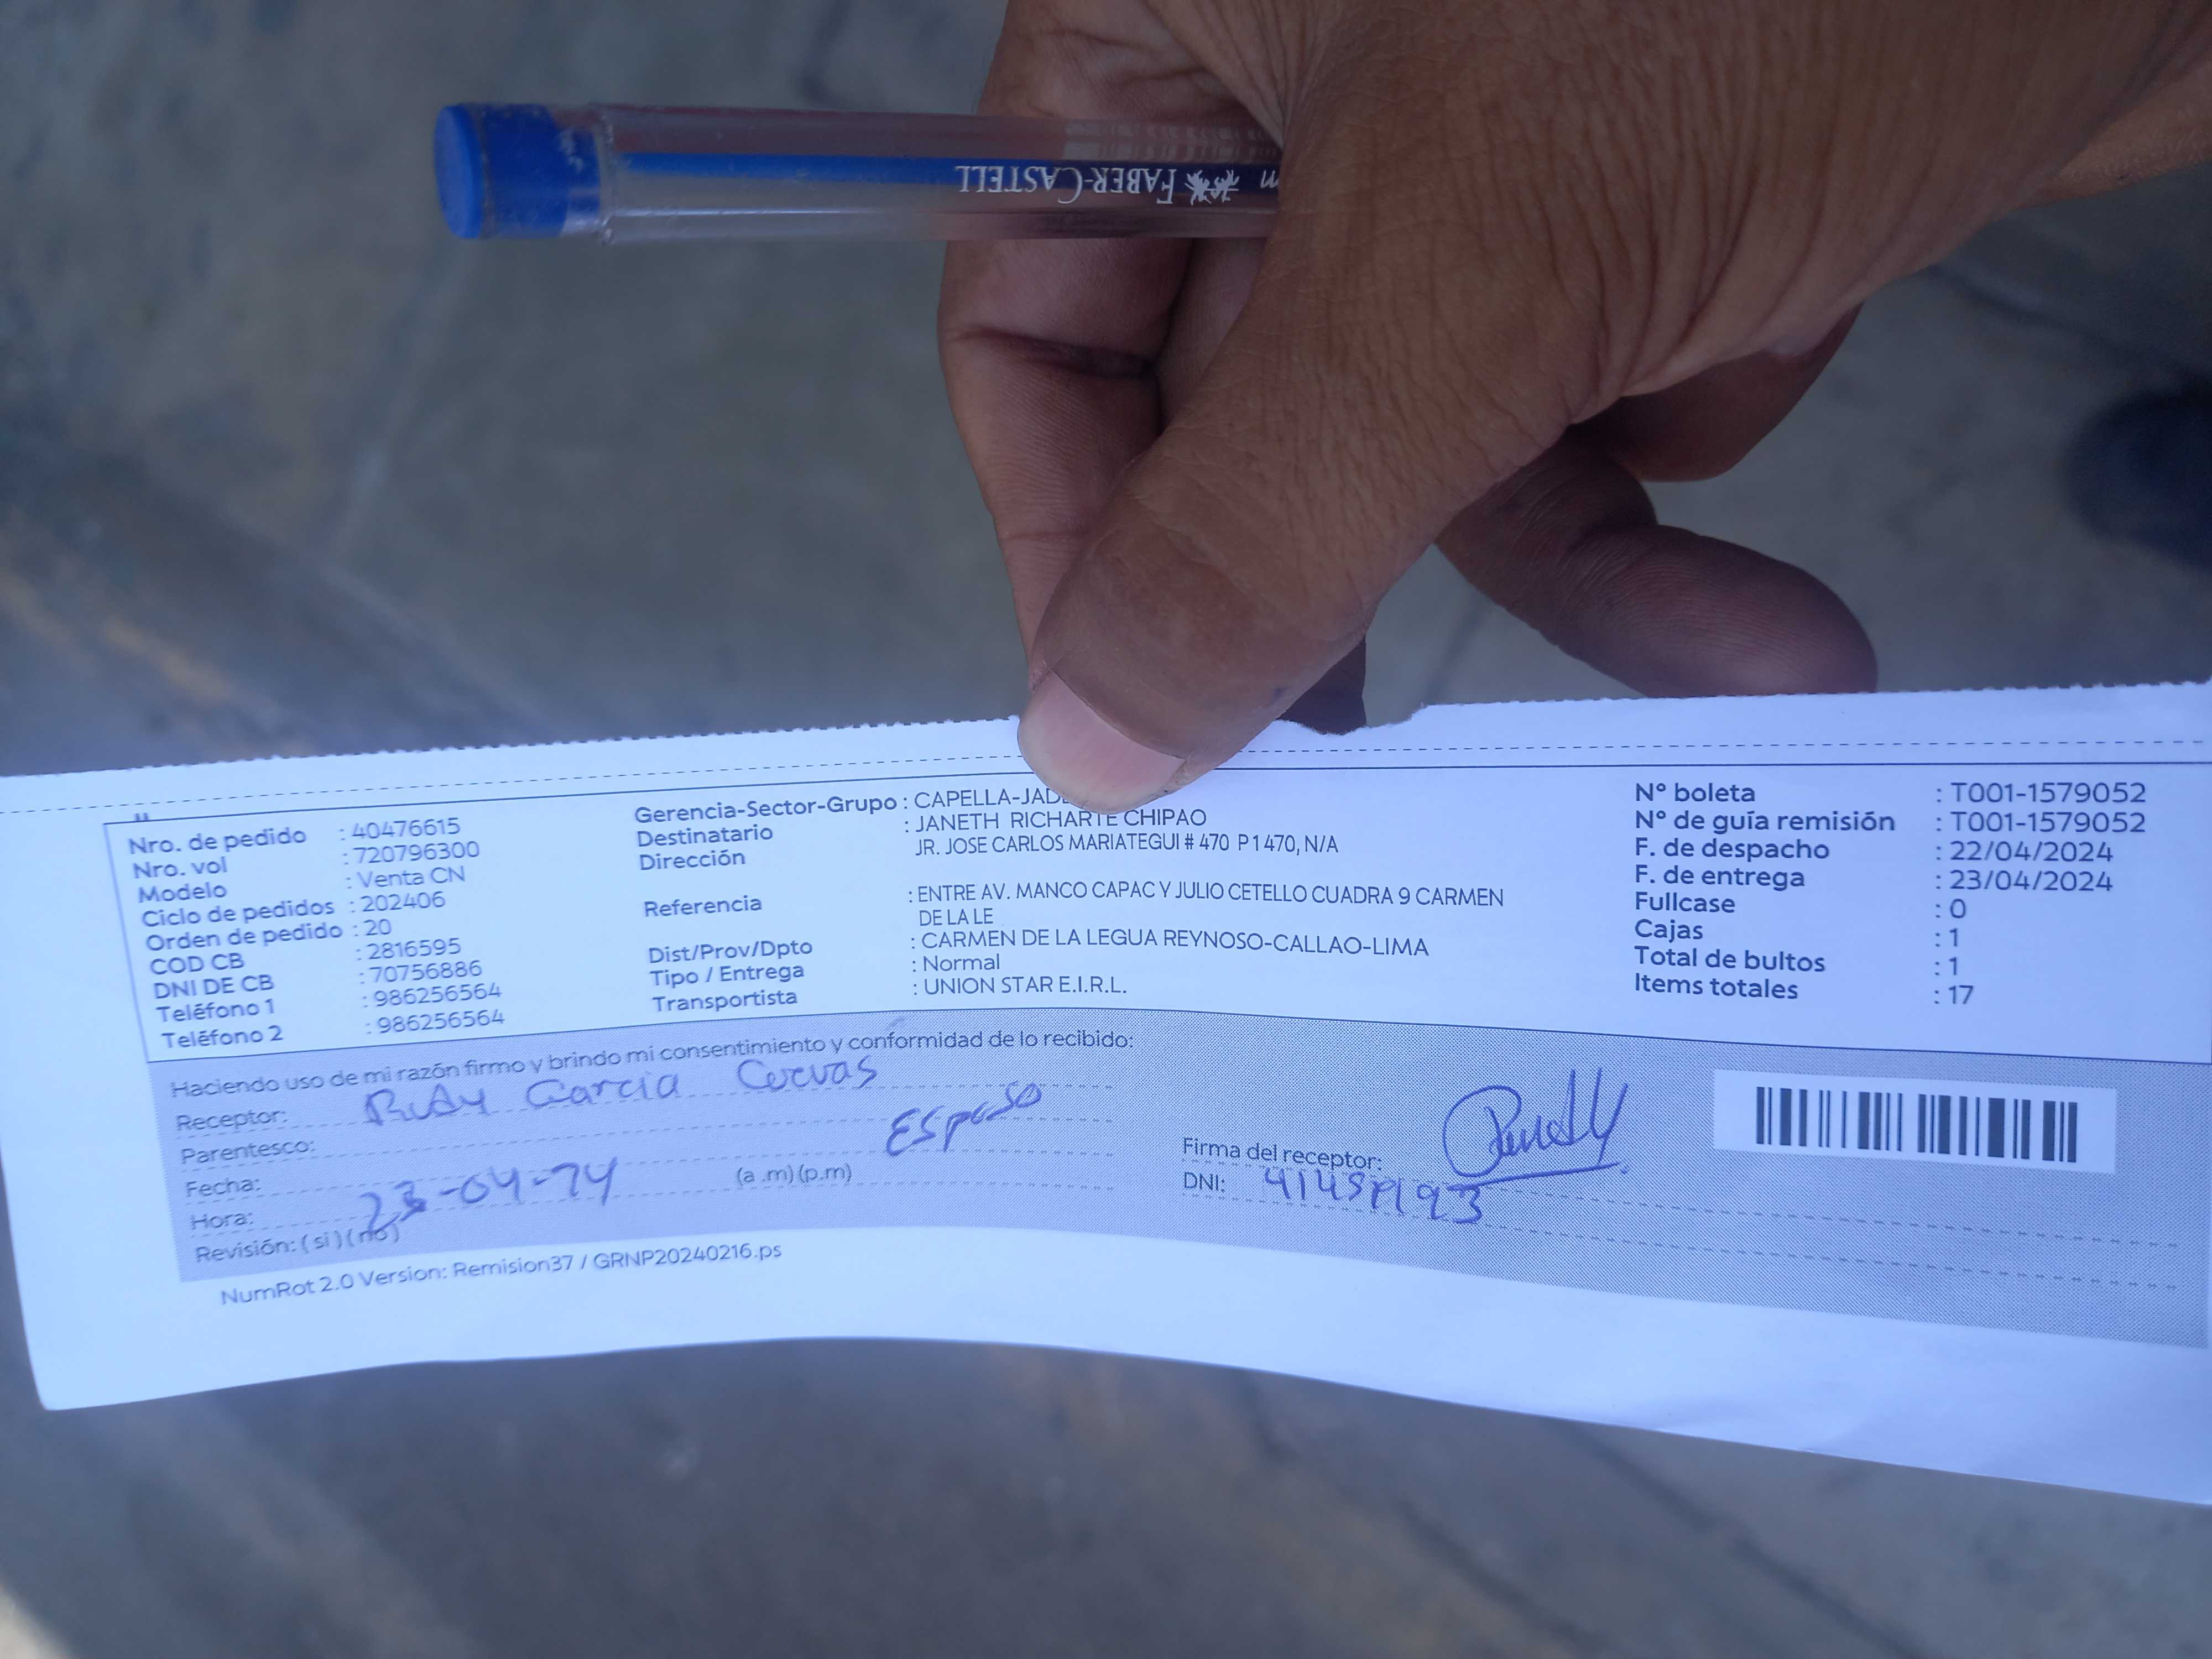 FABER-CASTELL
Nro. de pedido : 40476615
Nro. vol : 720796300
Modelo : Venta CN
Ciclo de pedidos : 202406
Orden de pedido : 20
COD CB : 2816595
DNI DE CB : 70756886
Teléfono 1 : 986256564
Teléfono 2 : 986256564
Gerencia-Sector-Grupo : CAPELLA-
Destinatario : JANETH RICHARTE CHIPAO
Dirección JR. JOSE CARLOS MARIATEGUI # 470 P 1 470, N/A
Referencia : ENTRE AV. MANCO CAPAC Y JULIO CETELLO CUADRA 9 CARMEN
DE LA LE
Dist/Prov/Dpto : CARMEN DE LA LEGUA REYNOSO-CALLAO-LIMA
Tipo / Entrega : Normal
Transportista : UNION STAR E.I.R.L.
N° boleta : T001-1579052
N° de guía remisión : T001-1579052
F. de despacho : 22/04/2024
F. de entrega : 23/04/2024
Fullcase : 0
Cajas : 1
Total de bultos : 1
Items totales : 17
Haciendo uso de mi razón firmo y brindo mi consentimiento y conformidad de lo recibido:
Receptor: Garcia Cuevas
Parentesco: Esposo
Fecha:
Hora: 23-04- (a .m) (p.m)
Revisión: ( si ) ( no )
Firma del receptor:
DNI:
NumRot 2.0 Version: Remision37 / GRNP20240216.ps